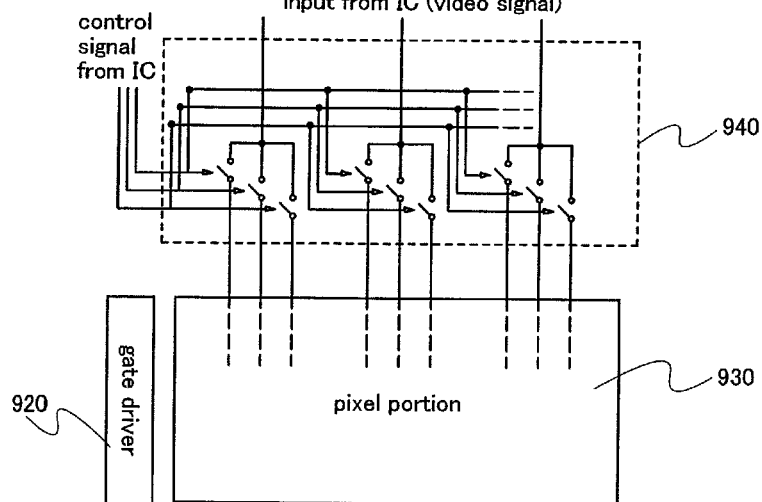 input from IC (video signal)
control
signal
from IC
940
gate driver
pixel portion
930
920